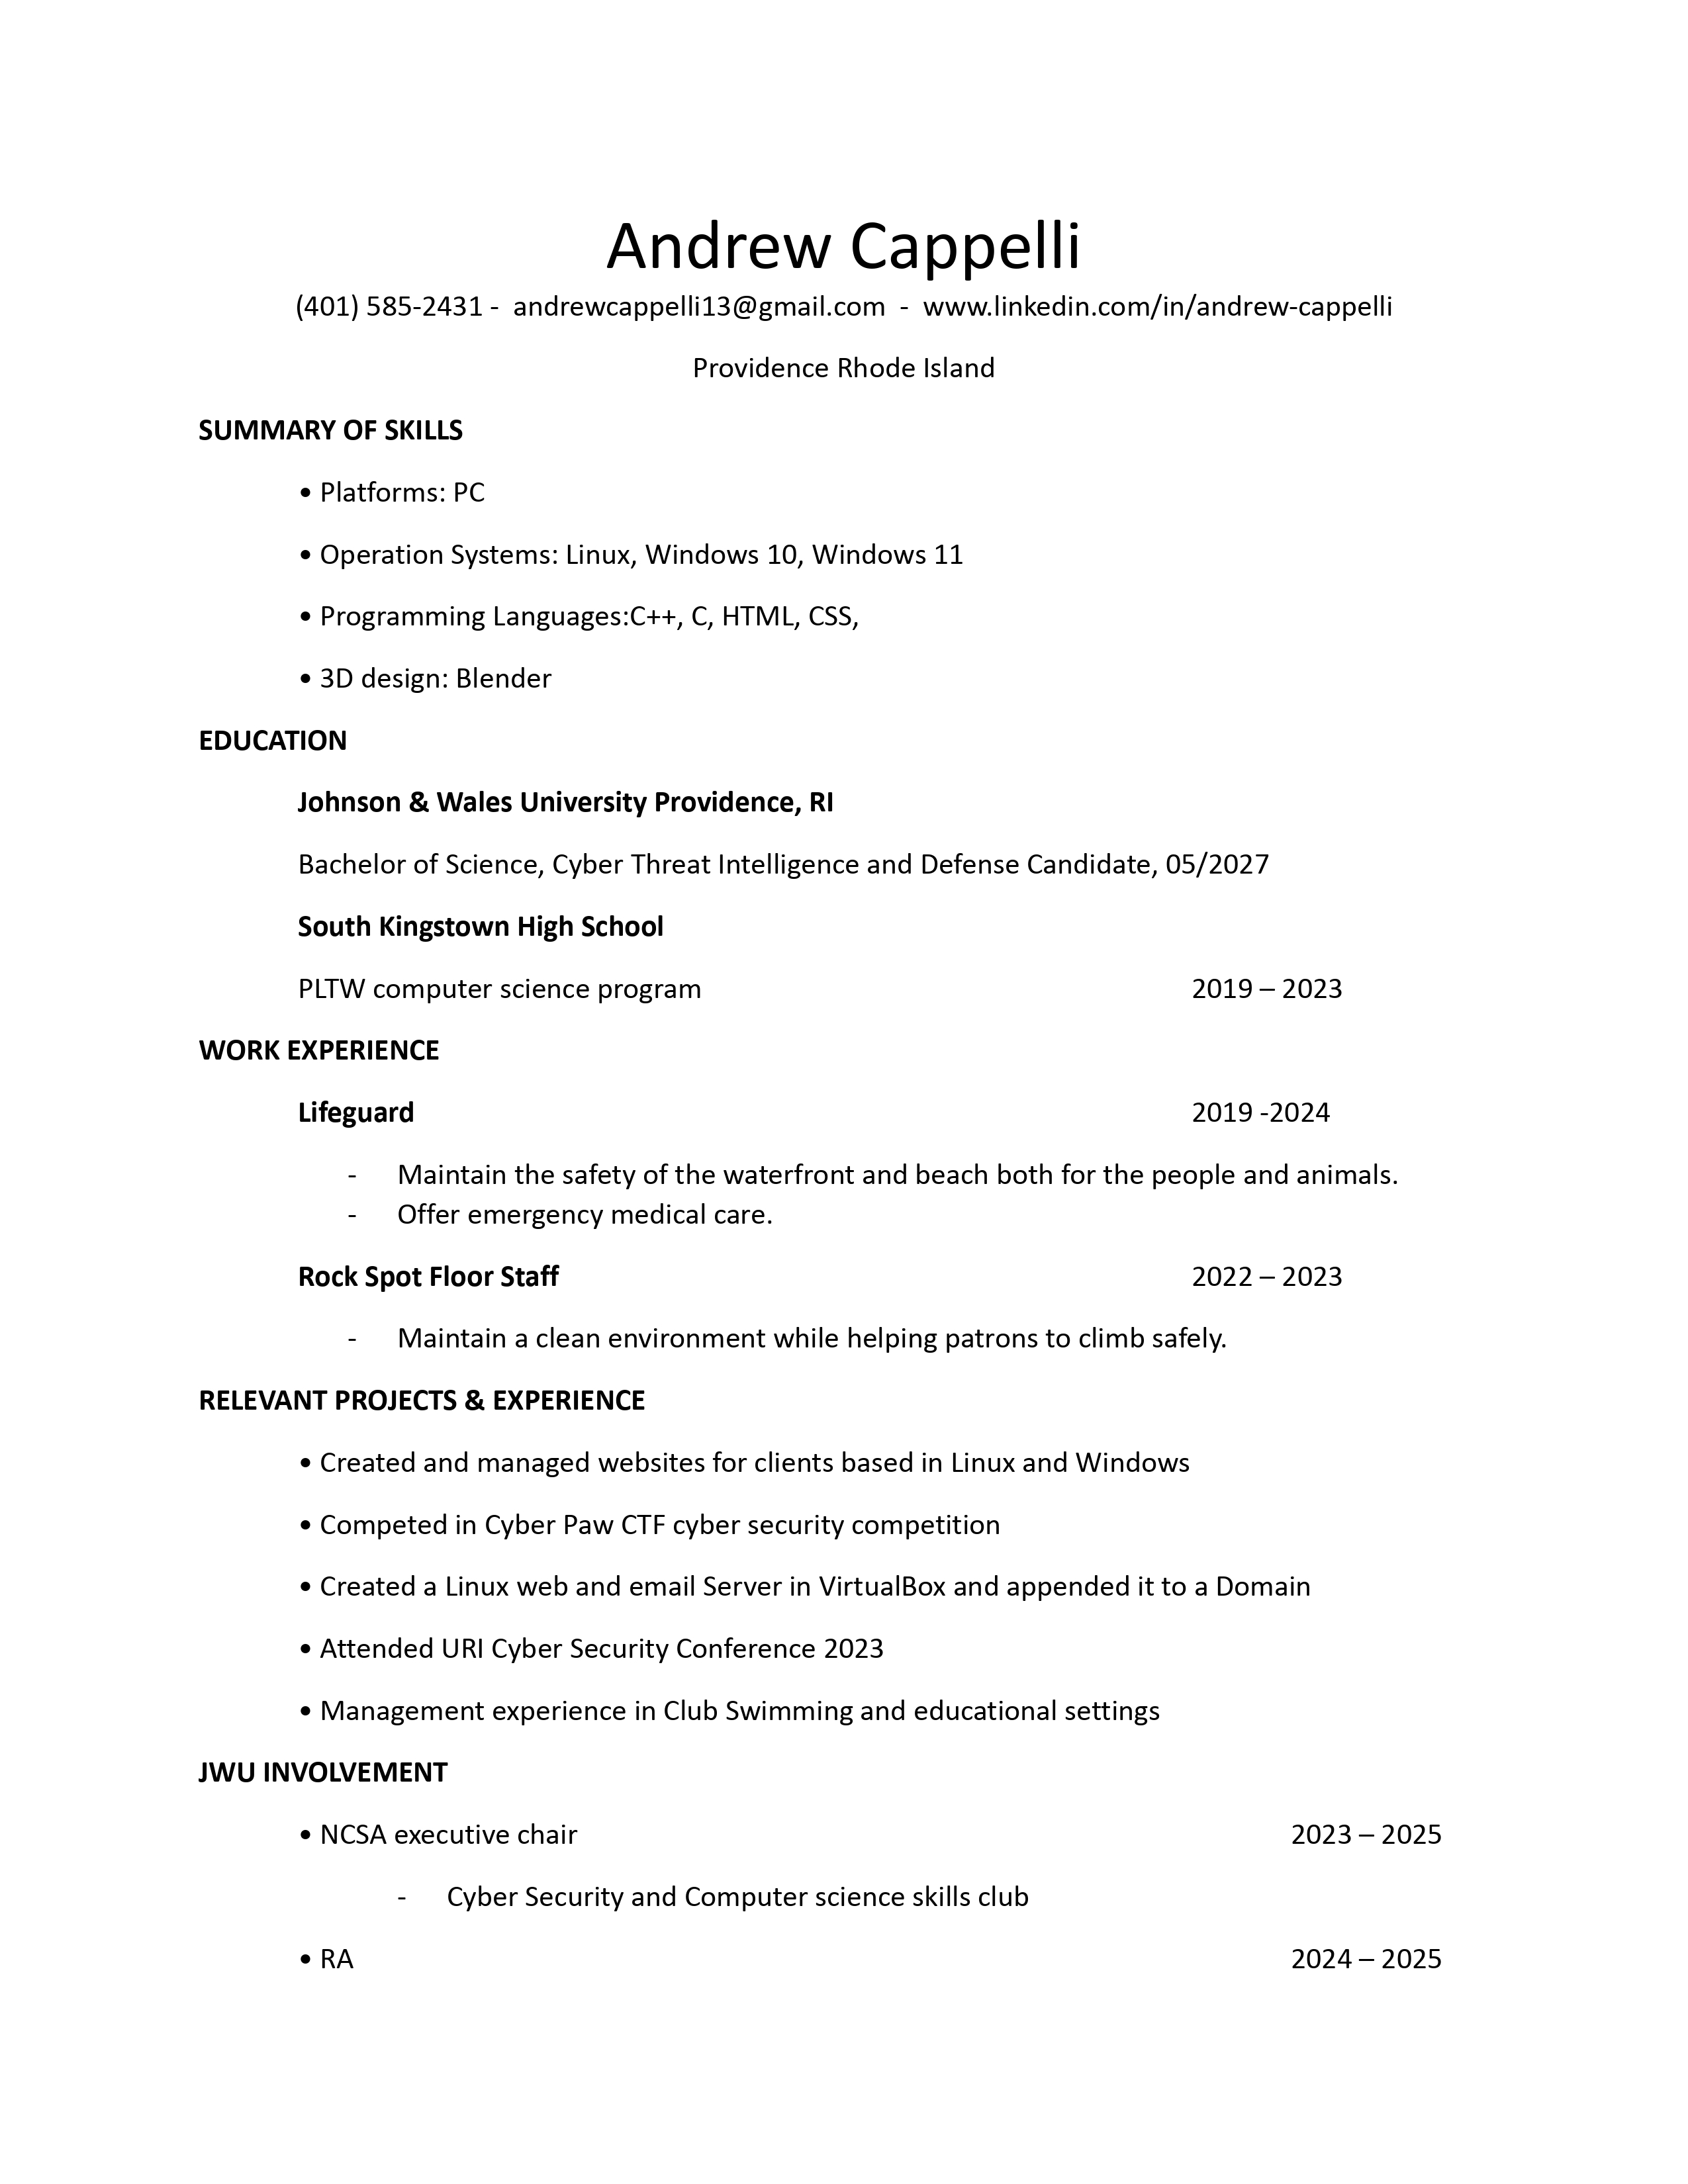 Andrew Cappelli
(401) 585-2431 - andrewcappelli13@gmail.com - www.linkedin.com/in/andrew-cappelli
Providence Rhode Island
SUMMARY OF SKILLS
• Platforms: PC
• Operation Systems: Linux, Windows 10, Windows 11
• Programming Languages:C++, C, HTML, CSS,
• 3D design: Blender
EDUCATION
Johnson & Wales University Providence, RI
Bachelor of Science, Cyber Threat Intelligence and Defense Candidate, 05/2027
South Kingstown High School
PLTW computer science program 2019 – 2023
WORK EXPERIENCE
Lifeguard 2019 -2024
- Maintain the safety of the waterfront and beach both for the people and animals.
- Offer emergency medical care.
Rock Spot Floor Staff 2022 – 2023
- Maintain a clean environment while helping patrons to climb safely.
RELEVANT PROJECTS & EXPERIENCE
• Created and managed websites for clients based in Linux and Windows
• Competed in Cyber Paw CTF cyber security competition
• Created a Linux web and email Server in VirtualBox and appended it to a Domain
• Attended URI Cyber Security Conference 2023
• Management experience in Club Swimming and educational settings
JWU INVOLVEMENT
• NCSA executive chair 2023 – 2025
- Cyber Security and Computer science skills club
• RA 2024 – 2025